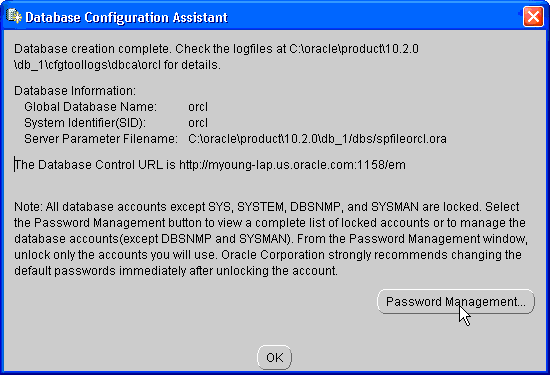 Database Configuration Assistant
Database creation complete. Check the logfiles at C:\oracle\product\10.2.0
\db_1\cfgtoollogs\dbca\orcl for details.
Database Information:
Global Database Name: orcl
System Identifier(SID): orcl
Server Parameter Filename: C:\oracle\product\10.2.0\db_1/dbs/spfileorcl.ora
The Database Control URL is http://myoung-lap.us.oracle.com:1158/em
Note: All database accounts except SYS, SYSTEM, DBSNMP, and SYSMAN are locked. Select
the Password Management button to view a complete list of locked accounts or to manage the
database accounts(except DBSNMP and SYSMAN). From the Password Management window,
unlock only the accounts you will use. Oracle Corporation strongly recommends changing the
default passwords immediately after unlocking the account.
Password Management...
OK